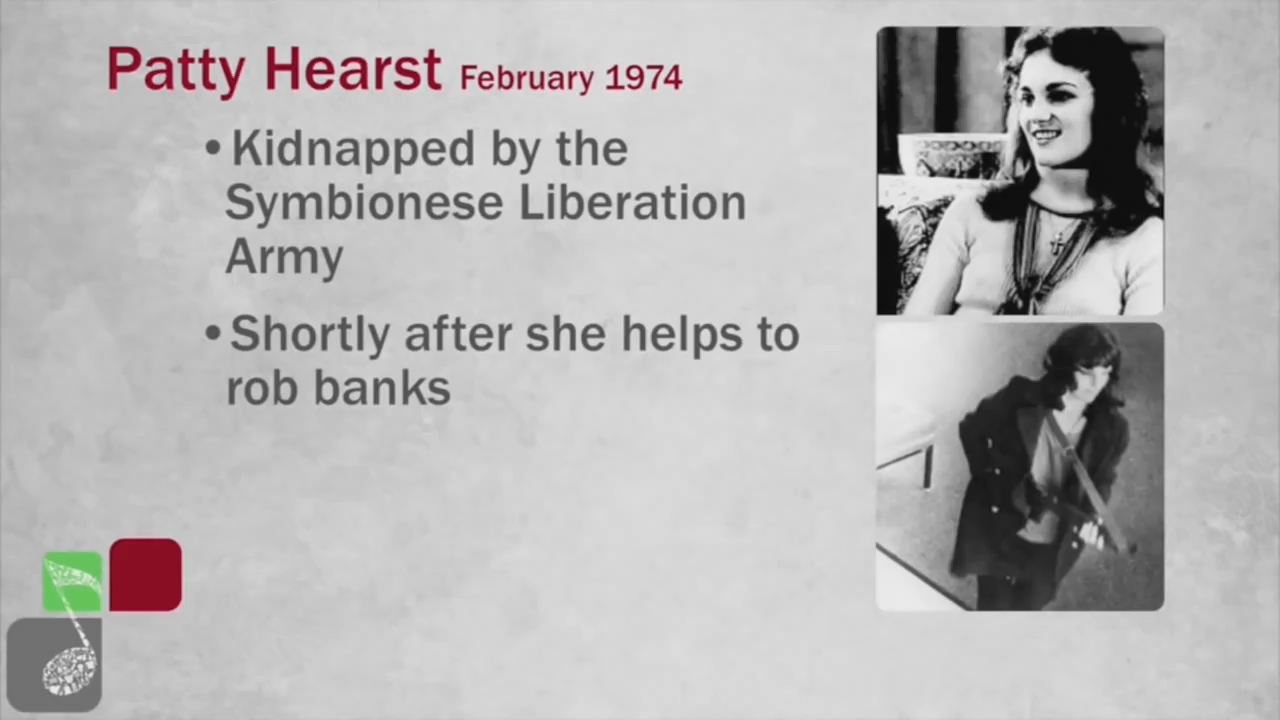 Patty Hearst February 1974
•Kidnapped by the
Symbionese Liberation
Army
•Shortly after she helps to
rob banks